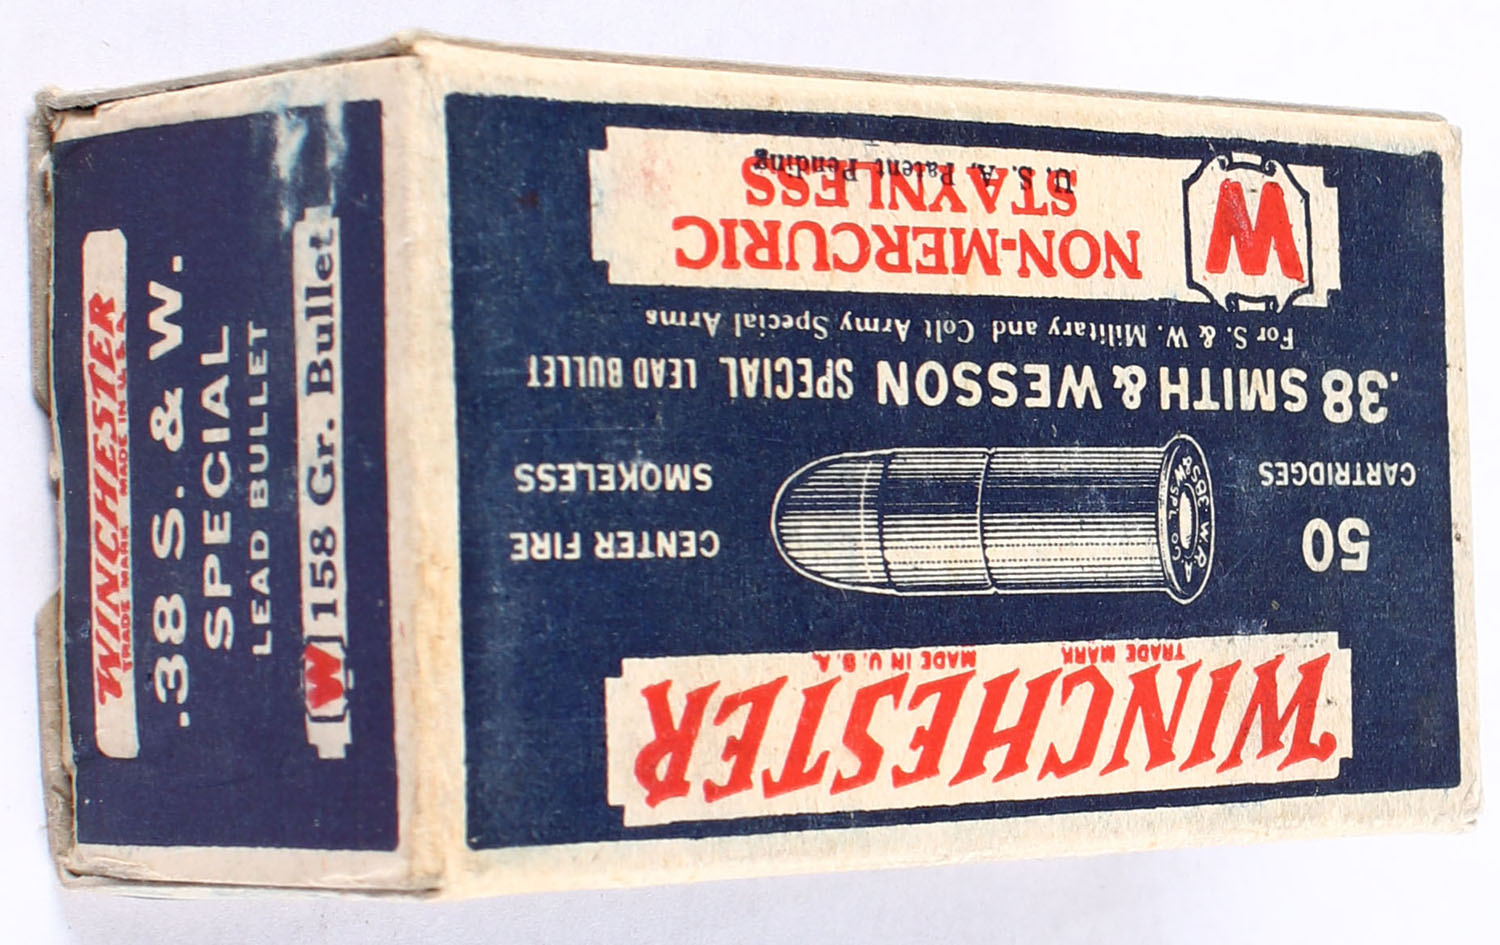 WINCHESTER
TRADE MARK
MADE IN U.S.A.
50
CARTRIDGES
W.R.A.
.38 S & W SPL
CENTER FIRE
SMOKELESS
.38 SMITH & WESSON SPECIAL LEAD BULLET
For S. & W. Military and Colt Army Special Arms
W
NON-MERCURIC
STAYNLESS
U. S. A. Patent Pending
WINCHESTER
TRADE MARK
MADE IN U.S.A.
.38 S. & W.
SPECIAL
LEAD BULLET
W 158 Gr. Bullet